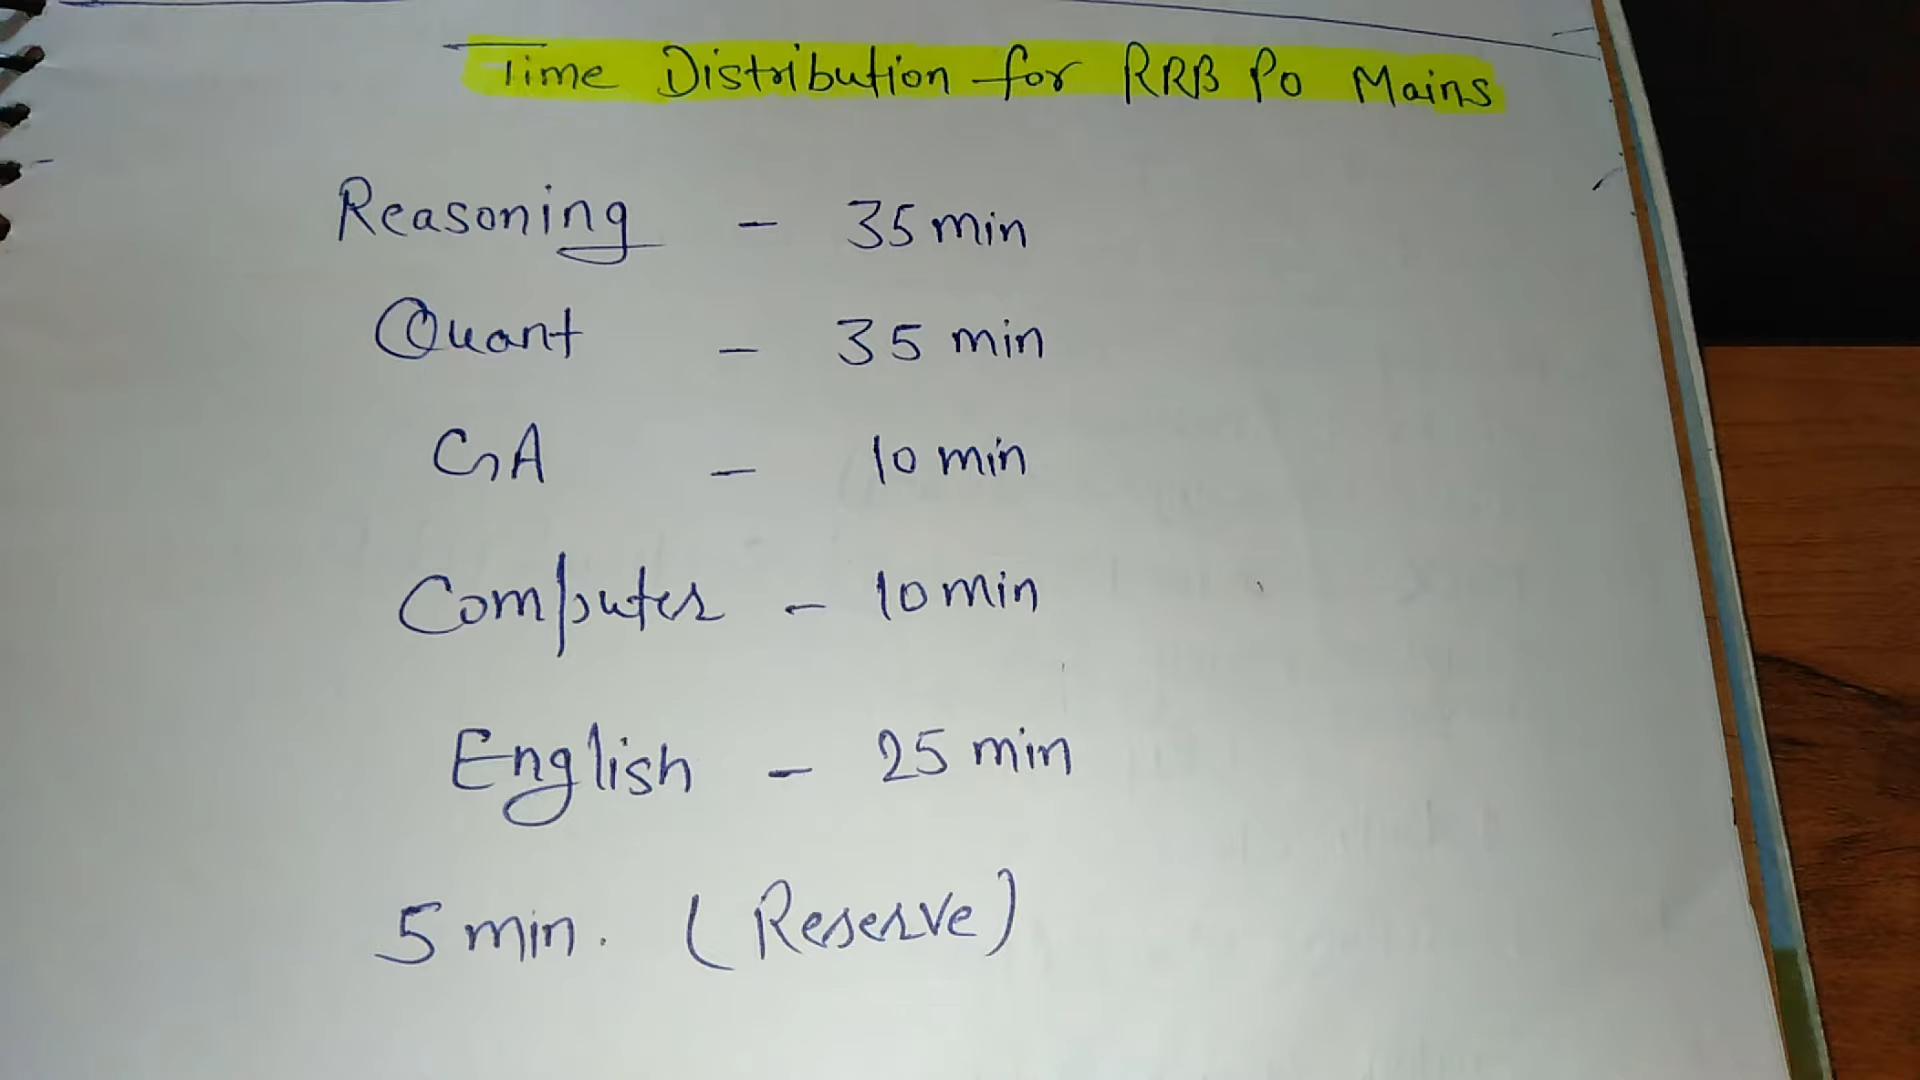 Time Distribution for RRB PO Mains
Reasoning - 35 min
Quant - 35 min
GA - 10 min
Computer - 10 min
English - 25 min
5 min. (Reserve)